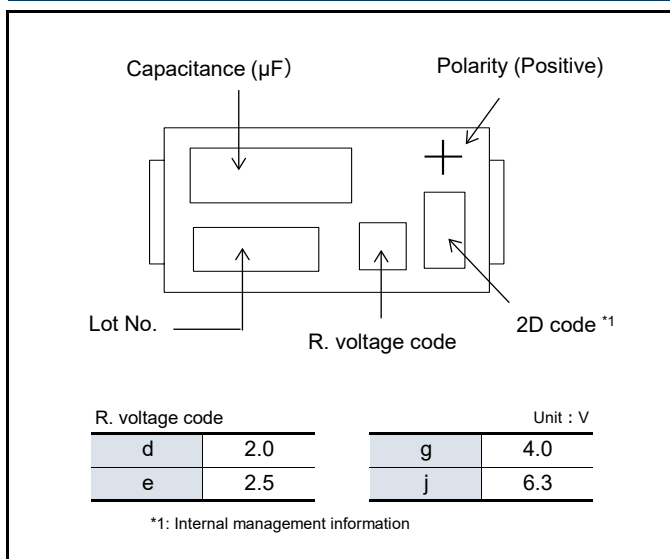 Capacitance (μF) Polarity (Positive)
+
Lot No.
R. voltage code
2D code *1
R. voltage code Unit : V
d 2.0 g 4.0
e 2.5 j 6.3
*1: Internal management information